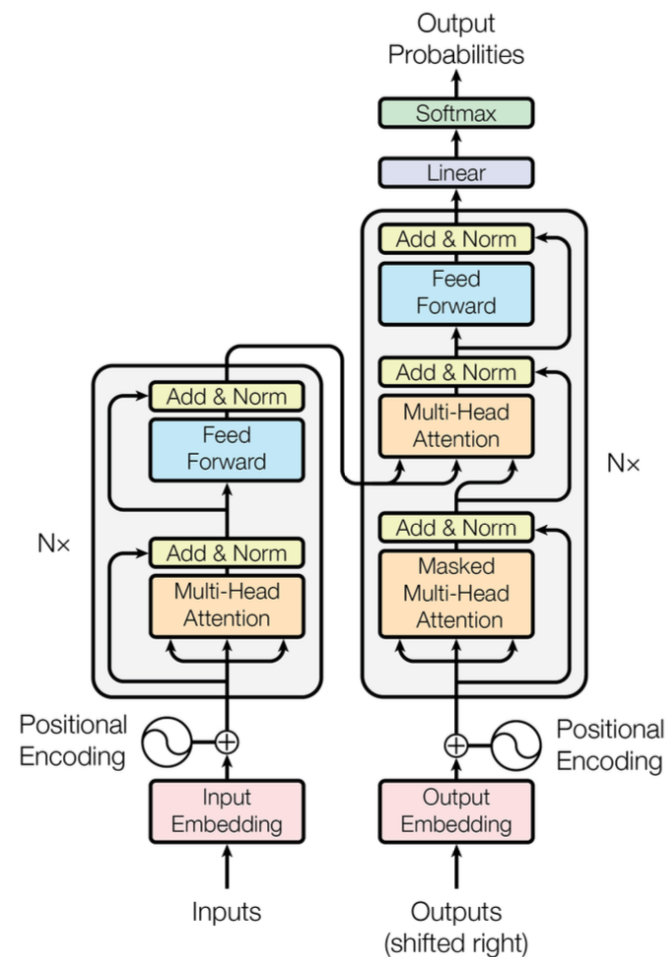 Output
Probabilities
Softmax
Linear
Add & Norm
Feed
Forward
Add & Norm
Multi-Head
Attention
Add & Norm
Masked
Multi-Head
Attention
Nx
Add & Norm
Feed
Forward
Add & Norm
Multi-Head
Attention
Nx
Positional
Encoding
Positional
Encoding
Input
Embedding
Output
Embedding
Inputs
Outputs
(shifted right)